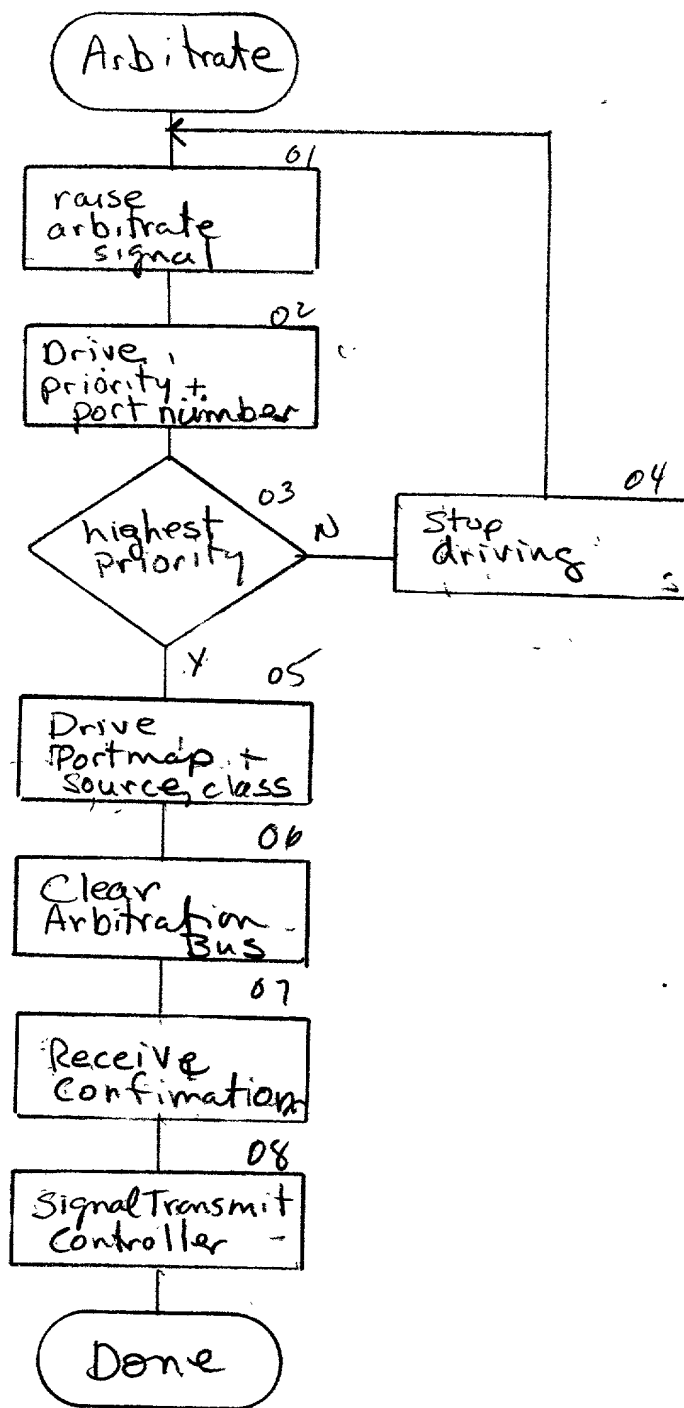 Arbitrate
01
raise
arbitrate
signal
02
Drive
priority +
port number
03
highest
priority
N
04
Stop
driving
Y
05
Drive
Portmap +
source, class
06
Clear
Arbitration
Bus
07
Receive
Confimation
08
Signal Transmit
Controller
Done